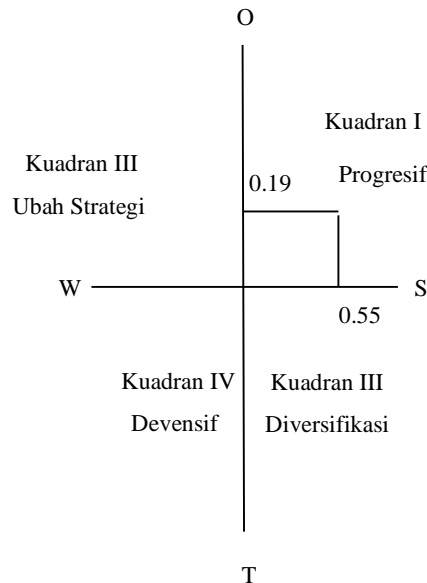 O
Kuadran I
Progresif
Kuadran III
Ubah Strategi
0.19
W
S
0.55
Kuadran IV
Devensif
Kuadran III
Diversifikasi
T